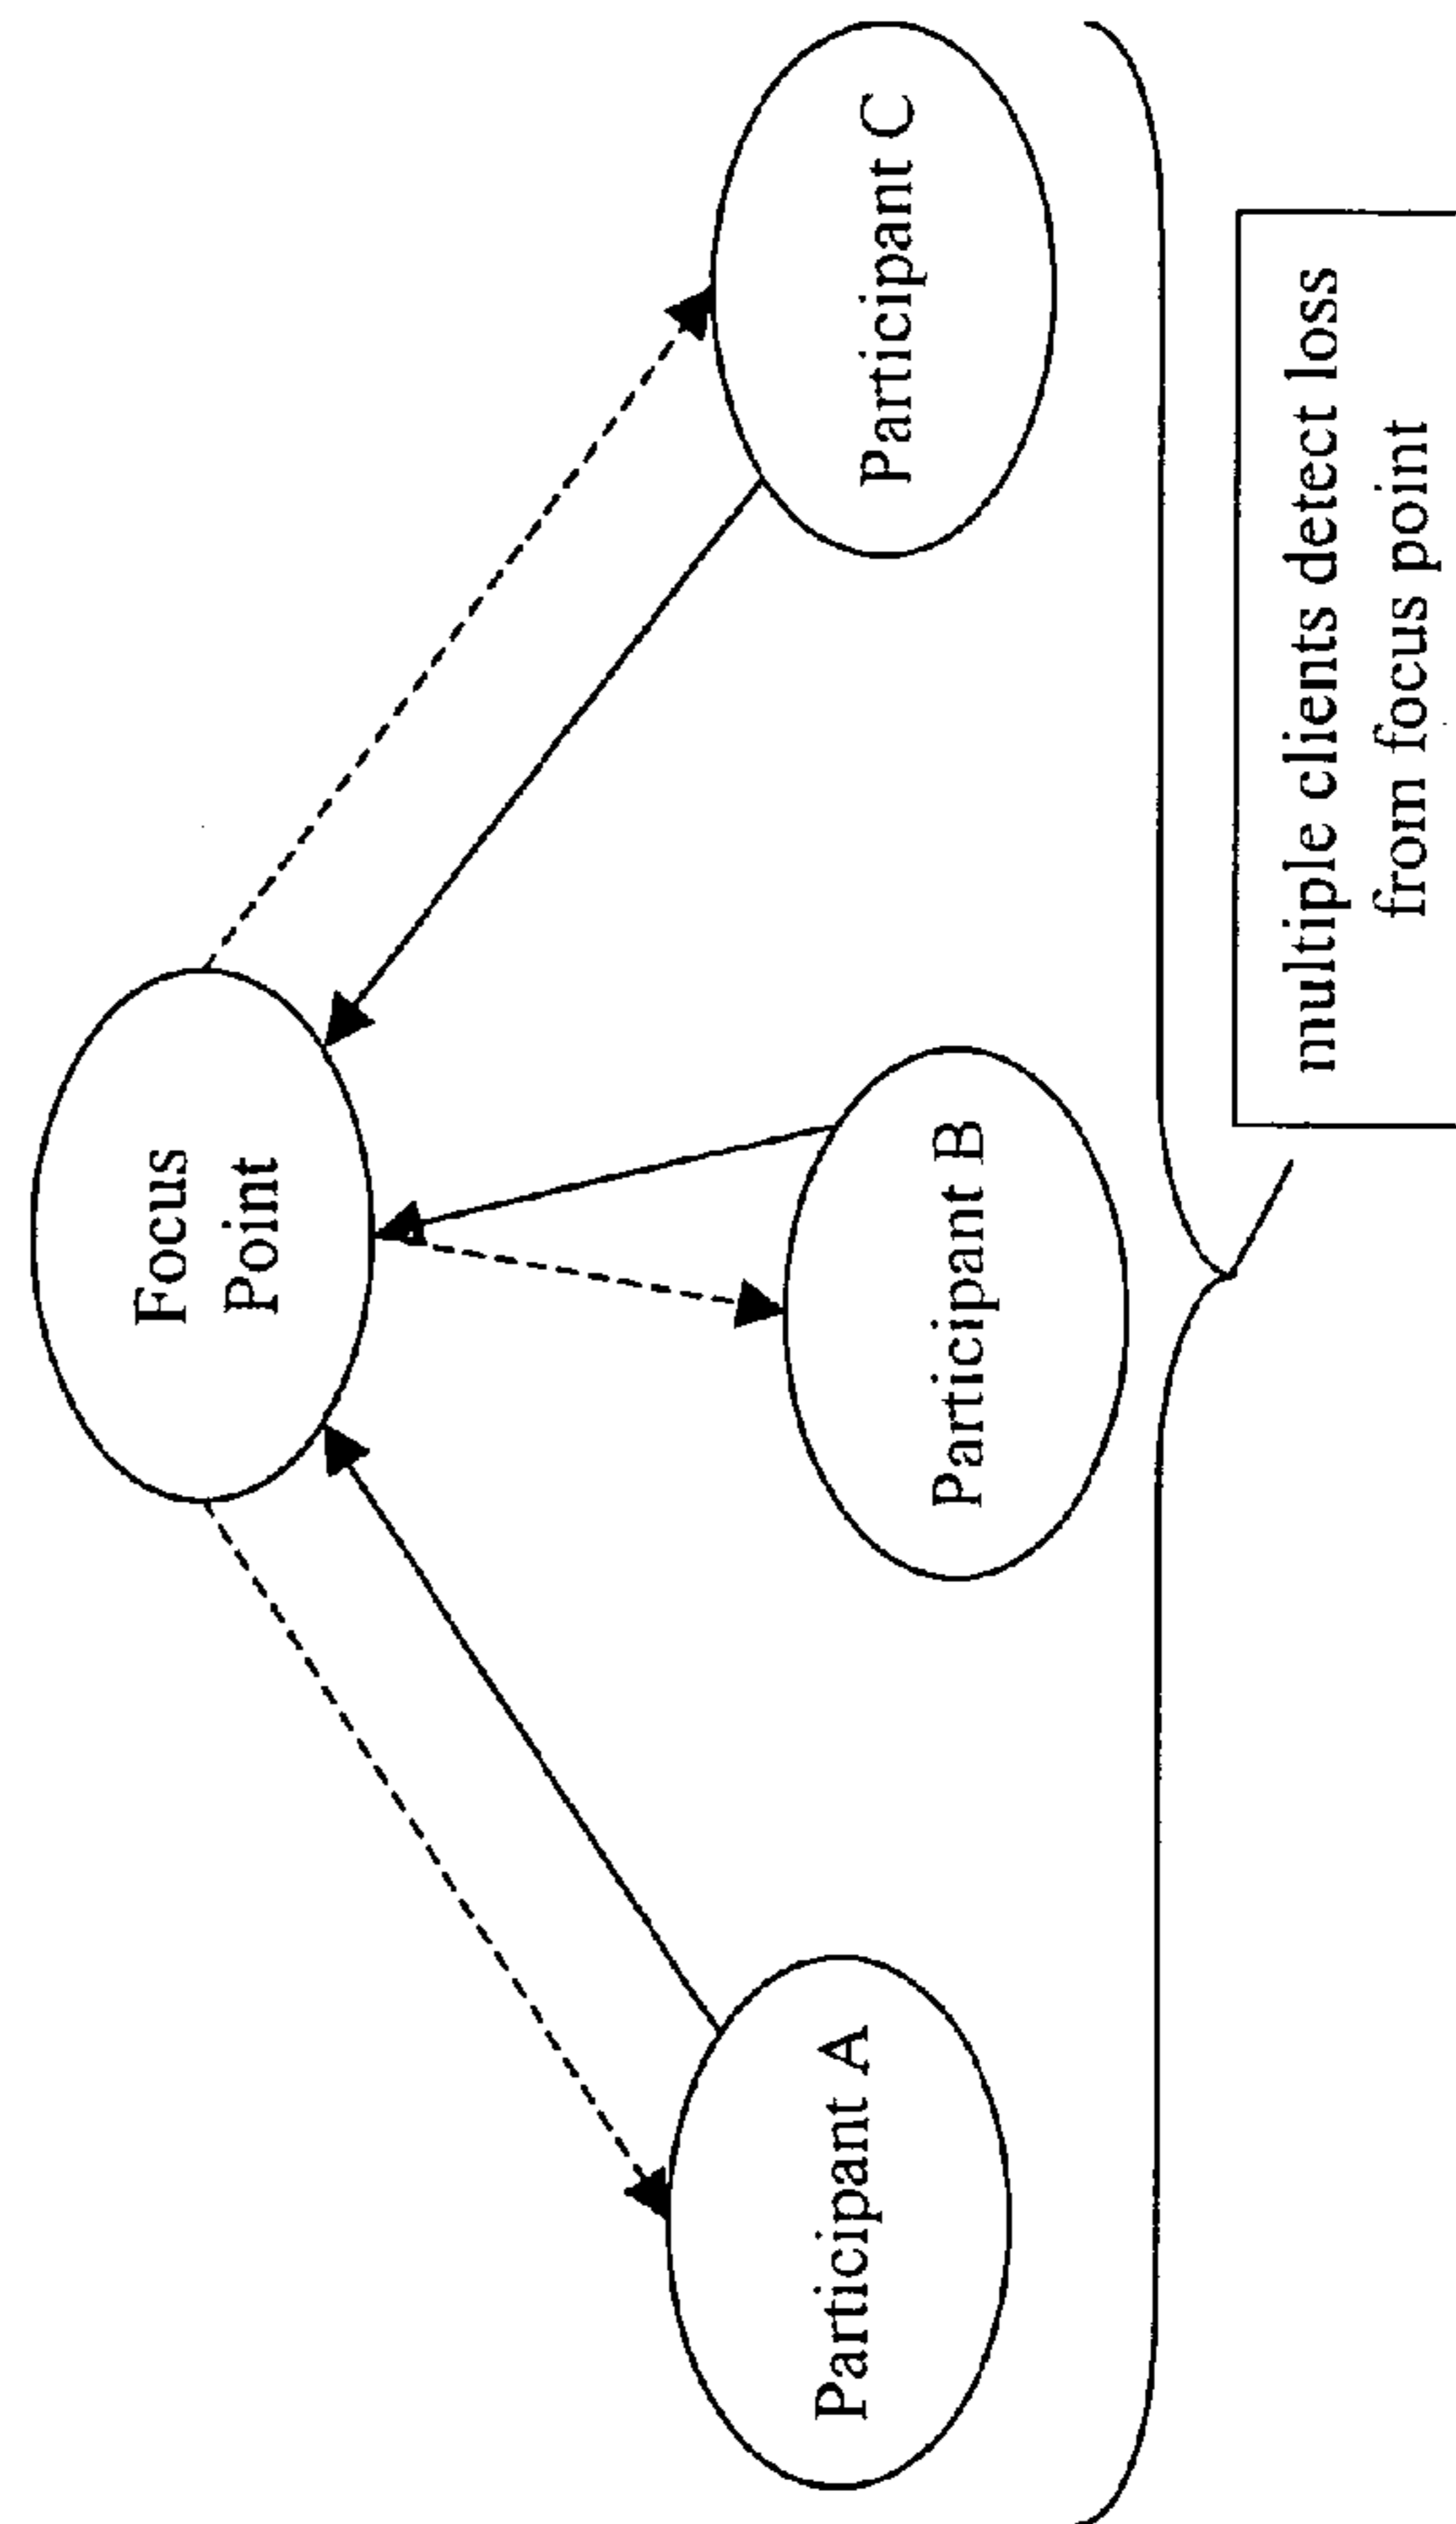 Focus
Point
Participant A
Participant B
Participant C
multiple clients detect loss
from focus point